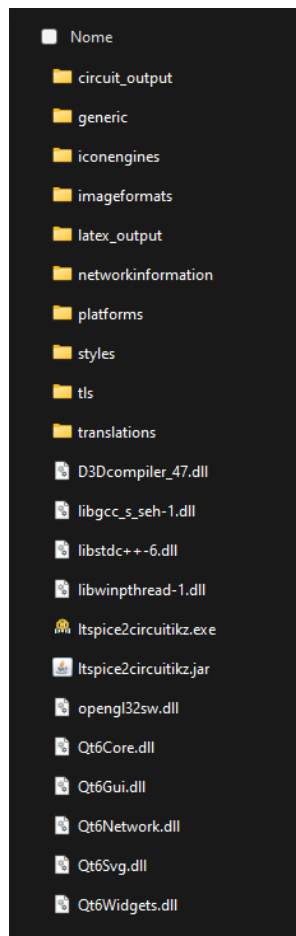 Nome
circuit_output
generic
iconengines
imageformats
latex_output
networkinformation
platforms
styles
tls
translations
D3Dcompiler_47.dll
libgcc_s_seh-1.dll
libstdc++-6.dll
libwinpthread-1.dll
ltspice2circuitikz.exe
ltspice2circuitikz.jar
opengl32sw.dll
Qt6Core.dll
Qt6Gui.dll
Qt6Network.dll
Qt6Svg.dll
Qt6Widgets.dll